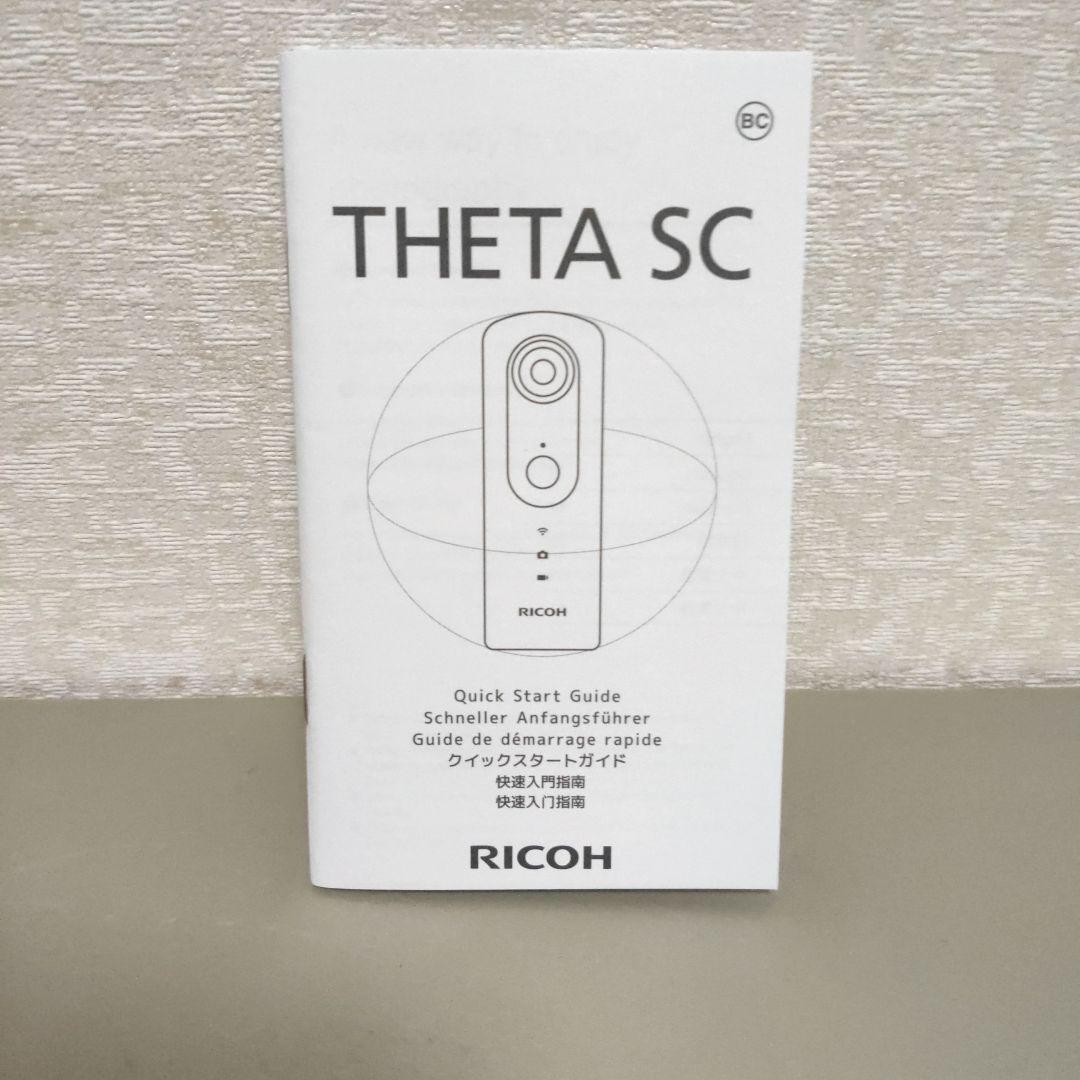 BC
THETA SC
RICOH
Quick Start Guide
Schneller Anfangsführer
Guide de démarrage rapide
クイックスタートガイド
快速入門指南
快速入门指南
RICOH